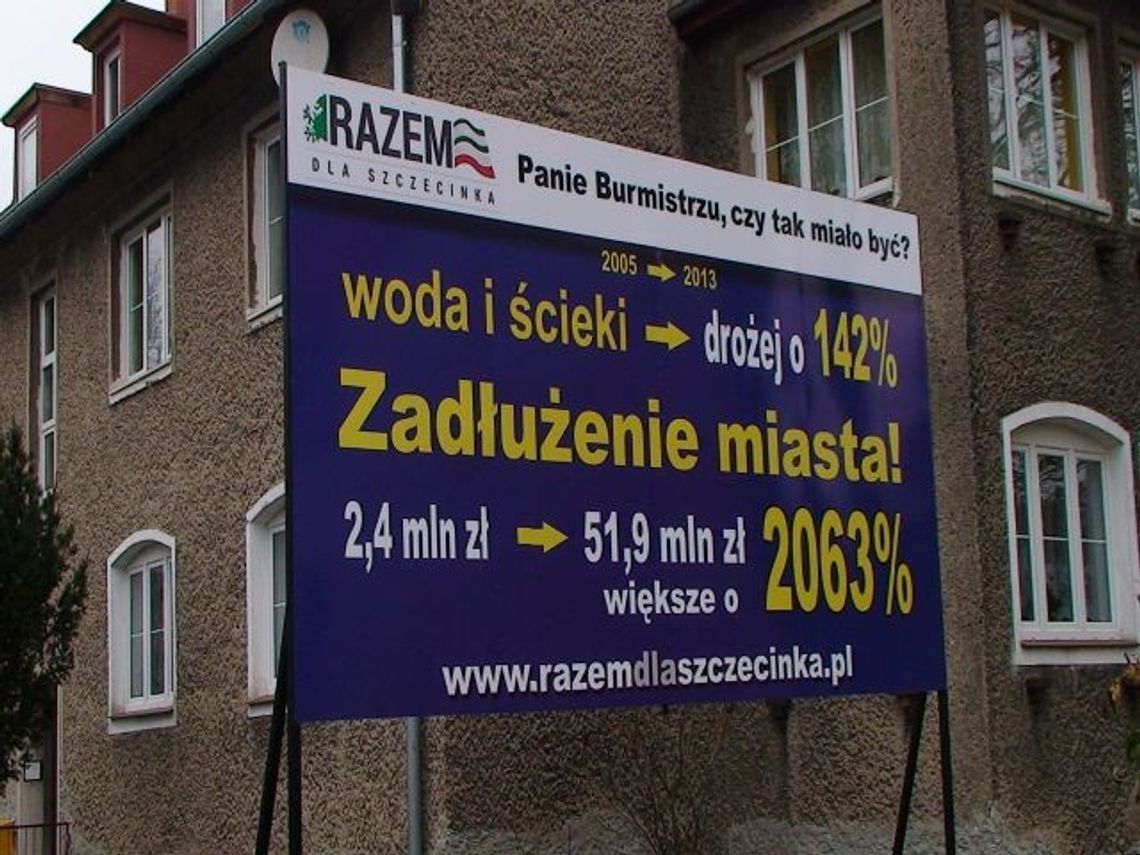 RAZEM
DLA SZCZECINKA
Panie Burmistrzu, czy tak miało być?
2005 2013
woda i ścieki drożej o 142%
Zadłużenie miasta!
2,4 mln zł 51,9 mln zł 2063%
większe o
www.razemdlaszczecinka.pl